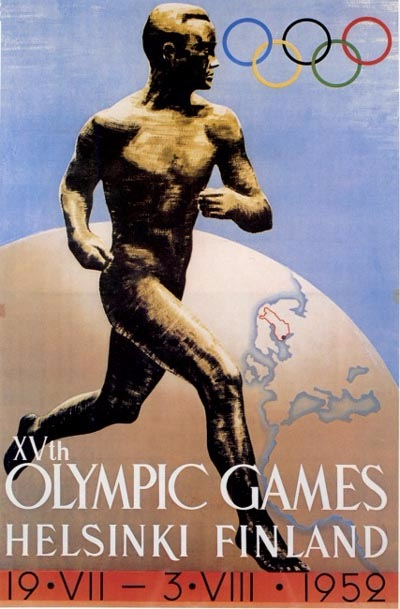 XVth
OLYMPIC GAMES
HELSINKI FINLAND
19·VII – 3·VIII·1952